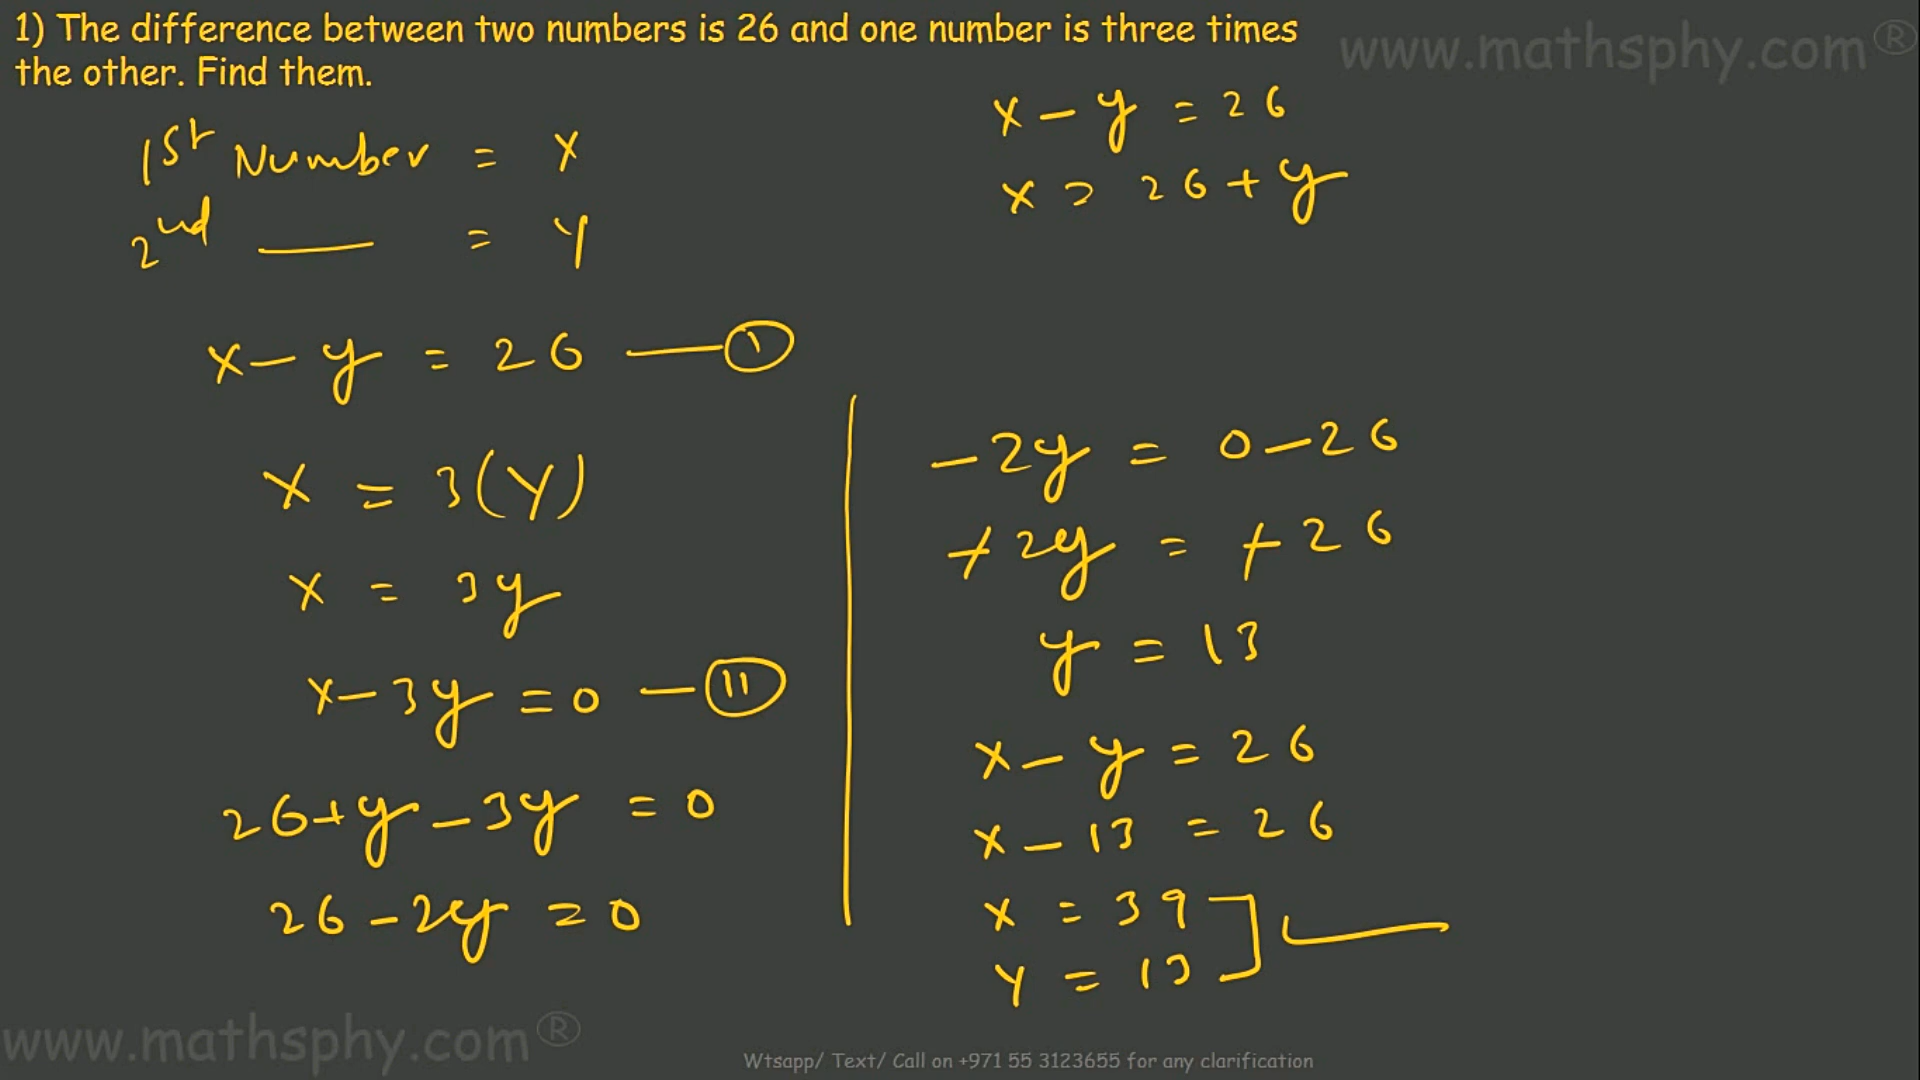 1) The difference between two numbers is 26 and one number is three times
the other. Find them.
www.mathsphy.com®
1st Number = x
2nd —— = y
x - y = 26 —— I
x = 3(y)
x = 3y
x - 3y = 0 — II
26 + y - 3y = 0
26 - 2y = 0
x - y = 26
x = 26 + y
- 2y = 0 - 26
+ 2y = + 26
y = 13
x - y = 26
x - 13 = 26
x = 39
y = 13
www.mathsphy.com®
Wtsapp/ Text/ Call on +971 55 3123655 for any clarification